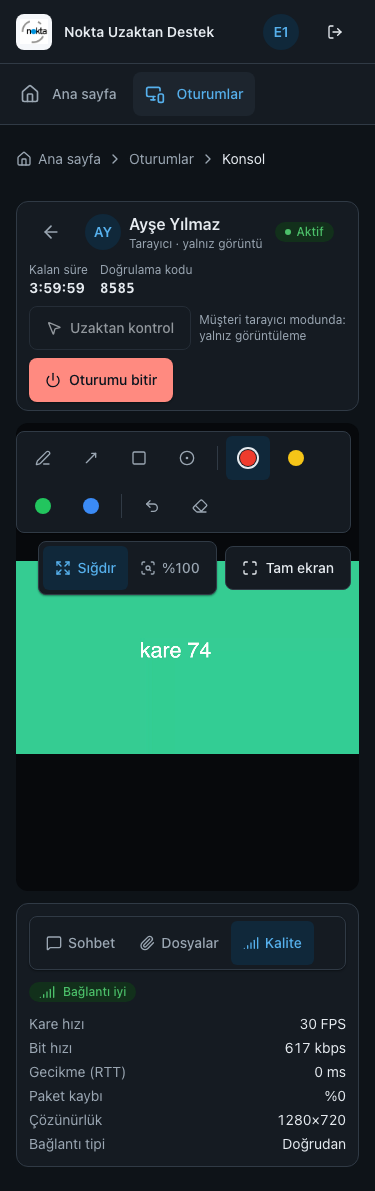 nokta
Nokta Uzaktan Destek
E1
Ana sayfa
Oturumlar
Ana sayfa
Oturumlar
Konsol
AY
Ayşe Yılmaz
Tarayıcı · yalnız görüntü
Aktif
Kalan süre
3:59:59
Doğrulama kodu
8585
Uzaktan kontrol
Müşteri tarayıcı modunda:
yalnız görüntüleme
Oturumu bitir
Sığdır
%100
Tam ekran
kare 74
Sohbet
Dosyalar
Kalite
Bağlantı iyi
Kare hızı 30 FPS
Bit hızı 617 kbps
Gecikme (RTT) 0 ms
Paket kaybı %0
Çözünürlük 1280×720
Bağlantı tipi Doğrudan